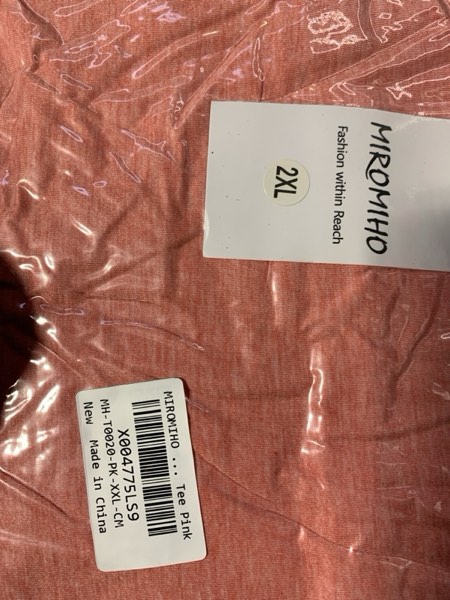 MIROMIHO
Fashion within Reach
2XL
MIROMIHO ... Tee Pink
X004775LS9
MH-T0020-PK-XXL-CM
New Made in China